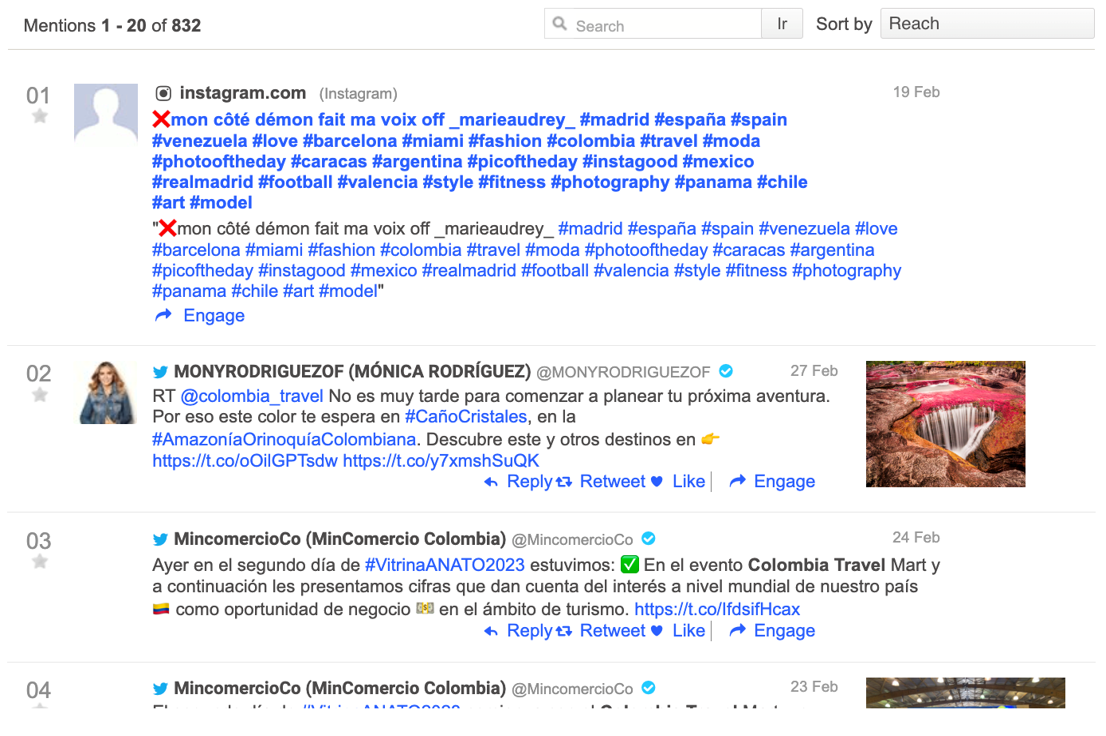 Mentions 1 - 20 of 832
Search
Ir
Sort by
Reach
01
instagram.com (Instagram)
19 Feb
❌mon côté démon fait ma voix off _marieaudrey_ #madrid #españa #spain
#venezuela #love #barcelona #miami #fashion #colombia #travel #moda
#photooftheday #caracas #argentina #picoftheday #instagood #mexico
#realmadrid #football #valencia #style #fitness #photography #panama #chile
#art #model
"❌mon côté démon fait ma voix off _marieaudrey_ #madrid #españa #spain #venezuela #love
#barcelona #miami #fashion #colombia #travel #moda #photooftheday #caracas #argentina
#picoftheday #instagood #mexico #realmadrid #football #valencia #style #fitness #photography
#panama #chile #art #model"
Engage
02
MONYRODRIGUEZOF (MÓNICA RODRÍGUEZ) @MONYRODRIGUEZOF
27 Feb
RT @colombia_travel No es muy tarde para comenzar a planear tu próxima aventura.
Por eso este color te espera en #CañoCristales, en la
#AmazoníaOrinoquíaColombiana. Descubre este y otros destinos en 👉
https://t.co/oOilGPTsdw https://t.co/y7xmshSuQK
Reply Retweet Like Engage
03
MincomercioCo (MinComercio Colombia) @MincomercioCo
24 Feb
Ayer en el segundo día de #VitrinaANATO2023 estuvimos: ✅ En el evento Colombia Travel Mart y
a continuación les presentamos cifras que dan cuenta del interés a nivel mundial de nuestro país
🇨🇴 como oportunidad de negocio 💵 en el ámbito de turismo. https://t.co/IfdsifHcax
Reply Retweet Like Engage
04
MincomercioCo (MinComercio Colombia) @MincomercioCo
23 Feb